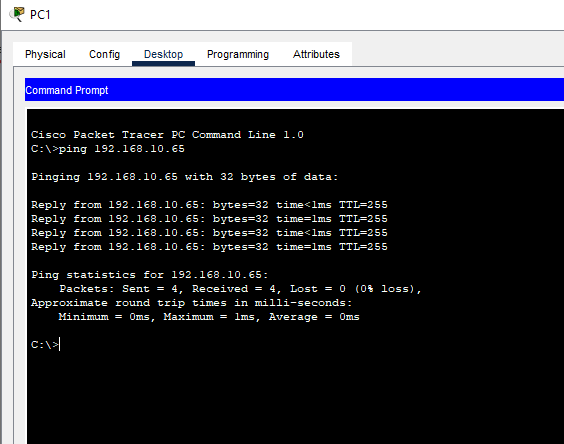 PC1
Physical Config Desktop Programming Attributes
Command Prompt
Cisco Packet Tracer PC Command Line 1.0
C:\>ping 192.168.10.65
Pinging 192.168.10.65 with 32 bytes of data:
Reply from 192.168.10.65: bytes=32 time<1ms TTL=255
Reply from 192.168.10.65: bytes=32 time=1ms TTL=255
Reply from 192.168.10.65: bytes=32 time<1ms TTL=255
Reply from 192.168.10.65: bytes=32 time=1ms TTL=255
Ping statistics for 192.168.10.65:
    Packets: Sent = 4, Received = 4, Lost = 0 (0% loss),
Approximate round trip times in milli-seconds:
    Minimum = 0ms, Maximum = 1ms, Average = 0ms
C:\>